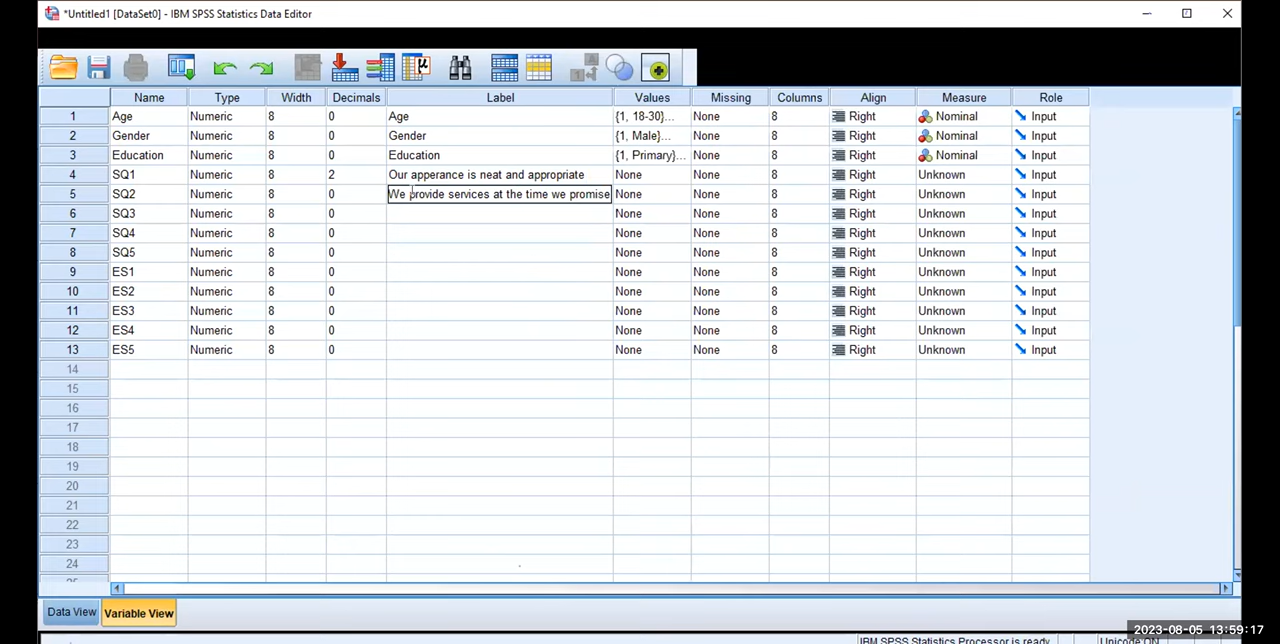 *Untitled1 [DataSet0] - IBM SPSS Statistics Data Editor
Name Type Width Decimals Label Values Missing Columns Align Measure Role
1 Age Numeric 8 0 Age {1, 18-30}... None 8 Right Nominal Input
2 Gender Numeric 8 0 Gender {1, Male}... None 8 Right Nominal Input
3 Education Numeric 8 0 Education {1, Primary}... None 8 Right Nominal Input
4 SQ1 Numeric 8 2 Our apperance is neat and appropriate None None 8 Right Unknown Input
5 SQ2 Numeric 8 0 We provide services at the time we promise None None 8 Right Unknown Input
6 SQ3 Numeric 8 0 None None 8 Right Unknown Input
7 SQ4 Numeric 8 0 None None 8 Right Unknown Input
8 SQ5 Numeric 8 0 None None 8 Right Unknown Input
9 ES1 Numeric 8 0 None None 8 Right Unknown Input
10 ES2 Numeric 8 0 None None 8 Right Unknown Input
11 ES3 Numeric 8 0 None None 8 Right Unknown Input
12 ES4 Numeric 8 0 None None 8 Right Unknown Input
13 ES5 Numeric 8 0 None None 8 Right Unknown Input
14
15
16
17
18
19
20
21
22
23
24
Data View Variable View
2023-08-05 13:59:17
IBM SPSS Statistics Processor is ready Unicode:ON